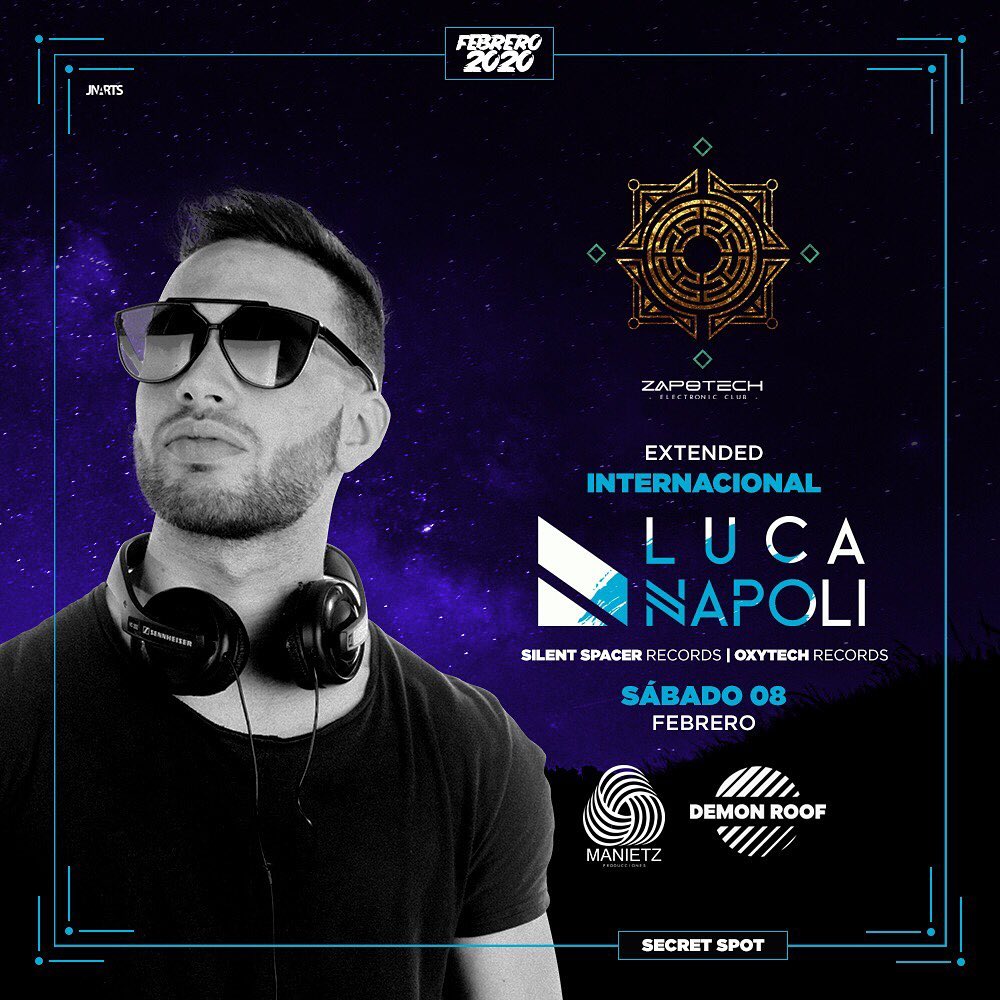 FEBRERO
2020
JNARTS
ZAPOTECH
. ELECTRONIC CLUB .
EXTENDED
INTERNACIONAL
LUCA
NAPOLI
SILENT SPACER RECORDS | OXYTECH RECORDS
SÁBADO 08
FEBRERO
SENNHEISER
MANIETZ
PRODUCCIONES
DEMON ROOF
SECRET SPOT